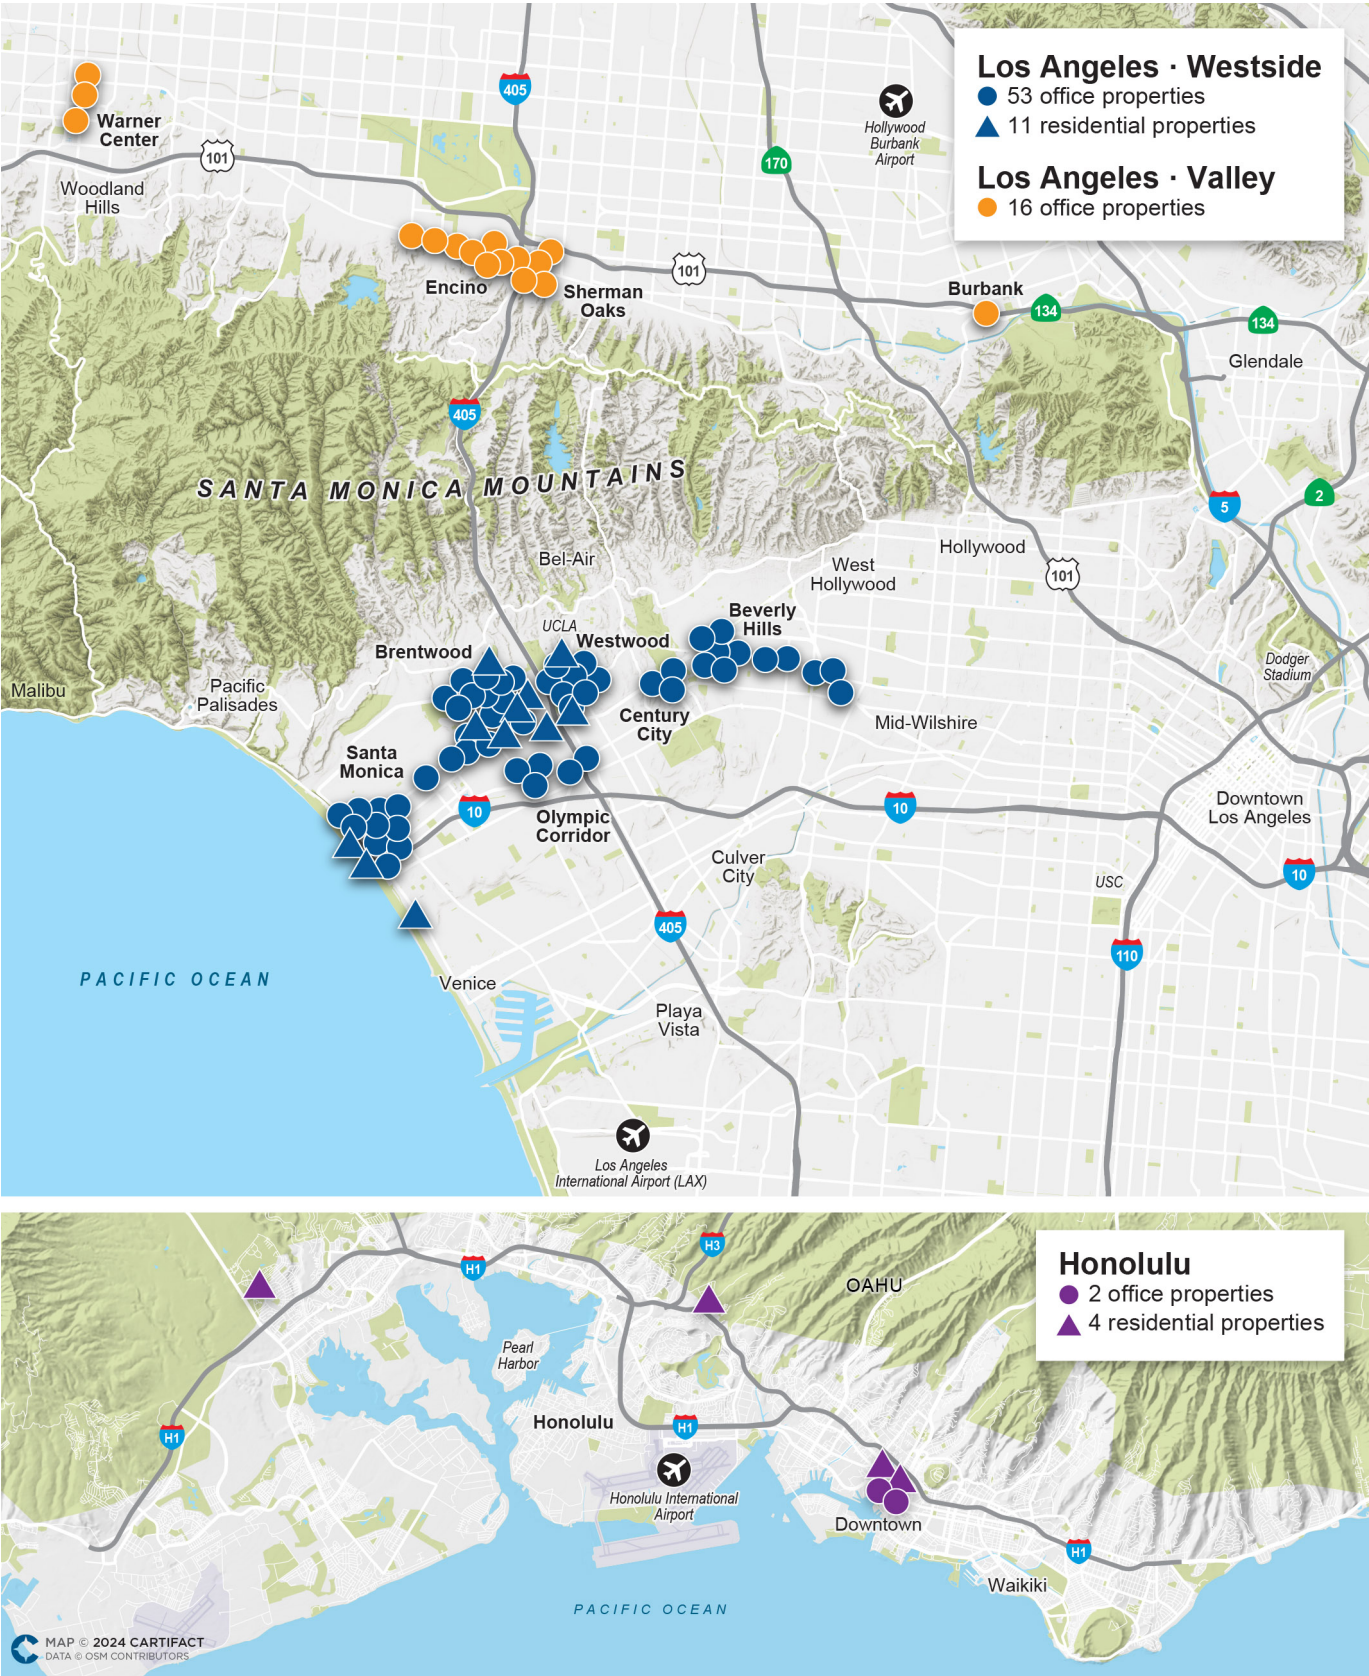 Los Angeles · Westside
53 office properties
11 residential properties
Los Angeles · Valley
16 office properties
405
Hollywood
Burbank
Airport
Warner
Center
101
170
Woodland
Hills
Encino
Sherman
Oaks
101
Burbank
134
134
Glendale
405
SANTA MONICA MOUNTAINS
2
5
Bel-Air
Hollywood
West
Hollywood
101
Beverly
Hills
UCLA
Westwood
Brentwood
Dodger
Stadium
Malibu
Pacific
Palisades
Century
City
Mid-Wilshire
Santa
Monica
10
10
Olympic
Corridor
Downtown
Los Angeles
Culver
City
10
USC
405
110
PACIFIC OCEAN
Venice
Playa
Vista
Los Angeles
International Airport (LAX)
Honolulu
2 office properties
4 residential properties
H3
H1
OAHU
Pearl
Harbor
Honolulu
H1
H1
Honolulu International
Airport
Downtown
H1
Waikiki
PACIFIC OCEAN
MAP © 2024 CARTIFACT
DATA © OSM CONTRIBUTORS